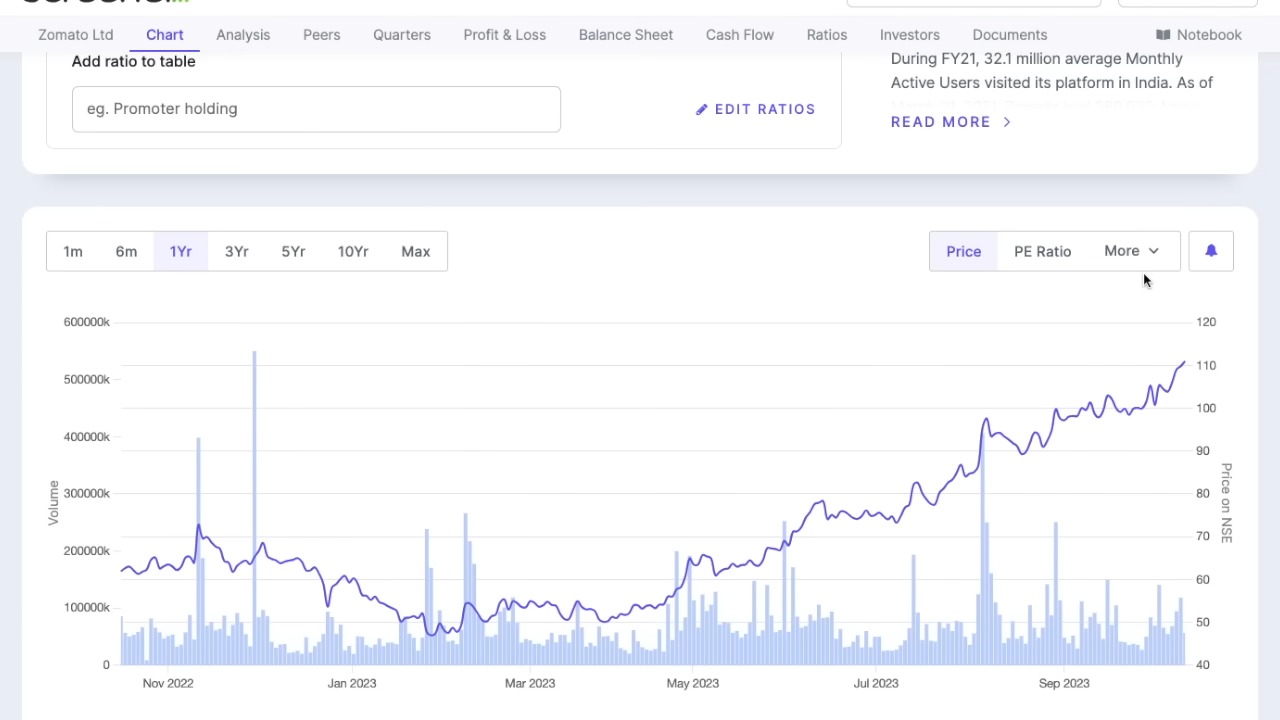 Zomato Ltd Chart Analysis Peers Quarters Profit & Loss Balance Sheet Cash Flow Ratios Investors Documents Notebook
Add ratio to table
eg. Promoter holding
EDIT RATIOS
During FY21, 32.1 million average Monthly
Active Users visited its platform in India. As of
READ MORE
1m 6m 1Yr 3Yr 5Yr 10Yr Max
Price PE Ratio More
600000k
500000k
400000k
300000k
200000k
100000k
0
Volume
120
110
100
90
80
70
60
50
40
Price on NSE
Nov 2022 Jan 2023 Mar 2023 May 2023 Jul 2023 Sep 2023